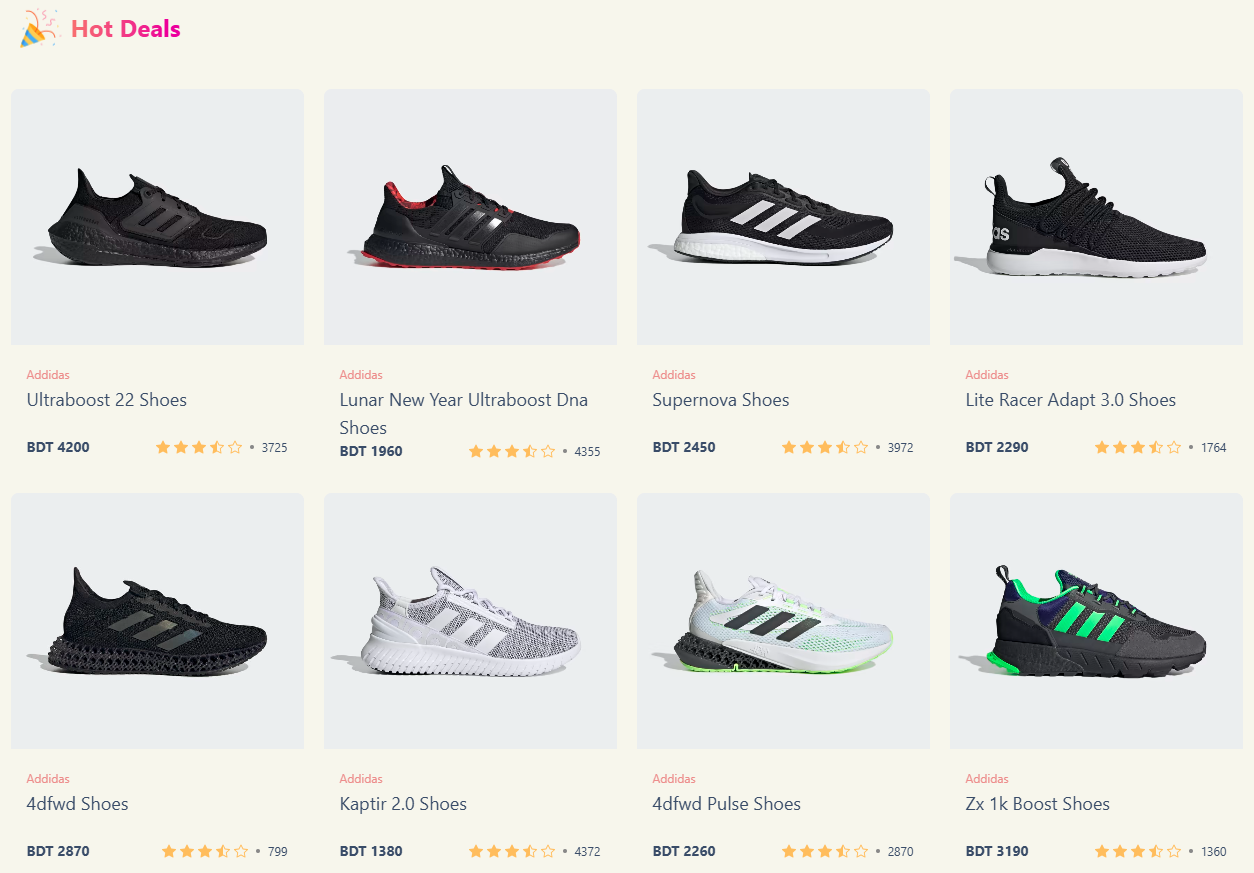 Hot Deals
as
Addidas
Ultraboost 22 Shoes
BDT 4200 • 3725
Addidas
Lunar New Year Ultraboost Dna
Shoes
BDT 1960 • 4355
Addidas
Supernova Shoes
BDT 2450 • 3972
Addidas
Lite Racer Adapt 3.0 Shoes
BDT 2290 • 1764
Addidas
4dfwd Shoes
BDT 2870 • 799
Addidas
Kaptir 2.0 Shoes
BDT 1380 • 4372
Addidas
4dfwd Pulse Shoes
BDT 2260 • 2870
Addidas
Zx 1k Boost Shoes
BDT 3190 • 1360